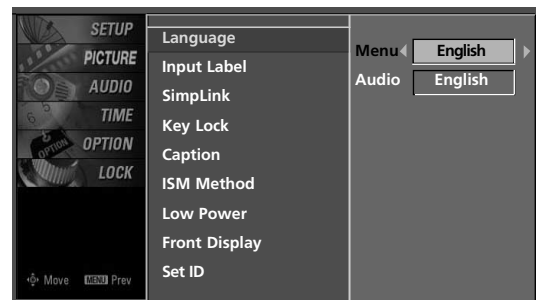 SETUP
PICTURE
AUDIO
TIME
OPTION
LOCK
Move MENU Prev
Language
Input Label
SimpLink
Key Lock
Caption
ISM Method
Low Power
Front Display
Set ID
Menu English
Audio English